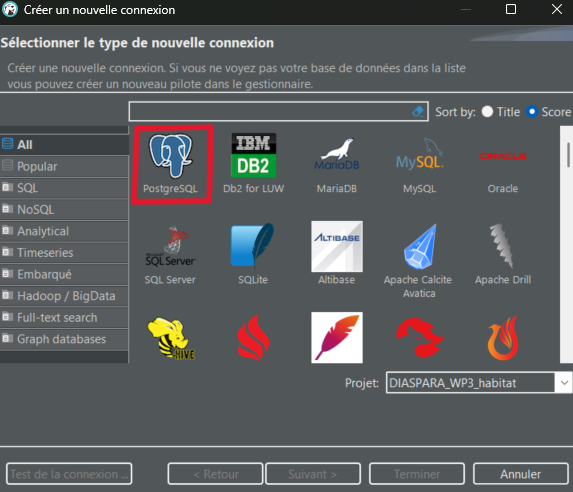 Créer un nouvelle connexion
Sélectionner le type de nouvelle connexion
Créer une nouvelle connexion. Si vous ne voyez pas votre base de données dans la liste
vous pouvez créer un nouveau pilote dans le gestionnaire.
Sort by: Title Score
All
Popular
SQL
NoSQL
Analytical
Timeseries
Embarqué
Hadoop / BigData
Full-text search
Graph databases
IBM
DB2
MariaDB
MySQL
ORACLE
PostgreSQL
Db2 for LUW
MariaDB
MySQL
Oracle
SQL Server
ALTIBASE
SQL Server
SQLite
Altibase
Apache Calcite
Avatica
Apache Drill
HIVE
Projet: DIASPARA_WP3_habitat
Test de la connexion ...
< Retour
Suivant >
Terminer
Annuler